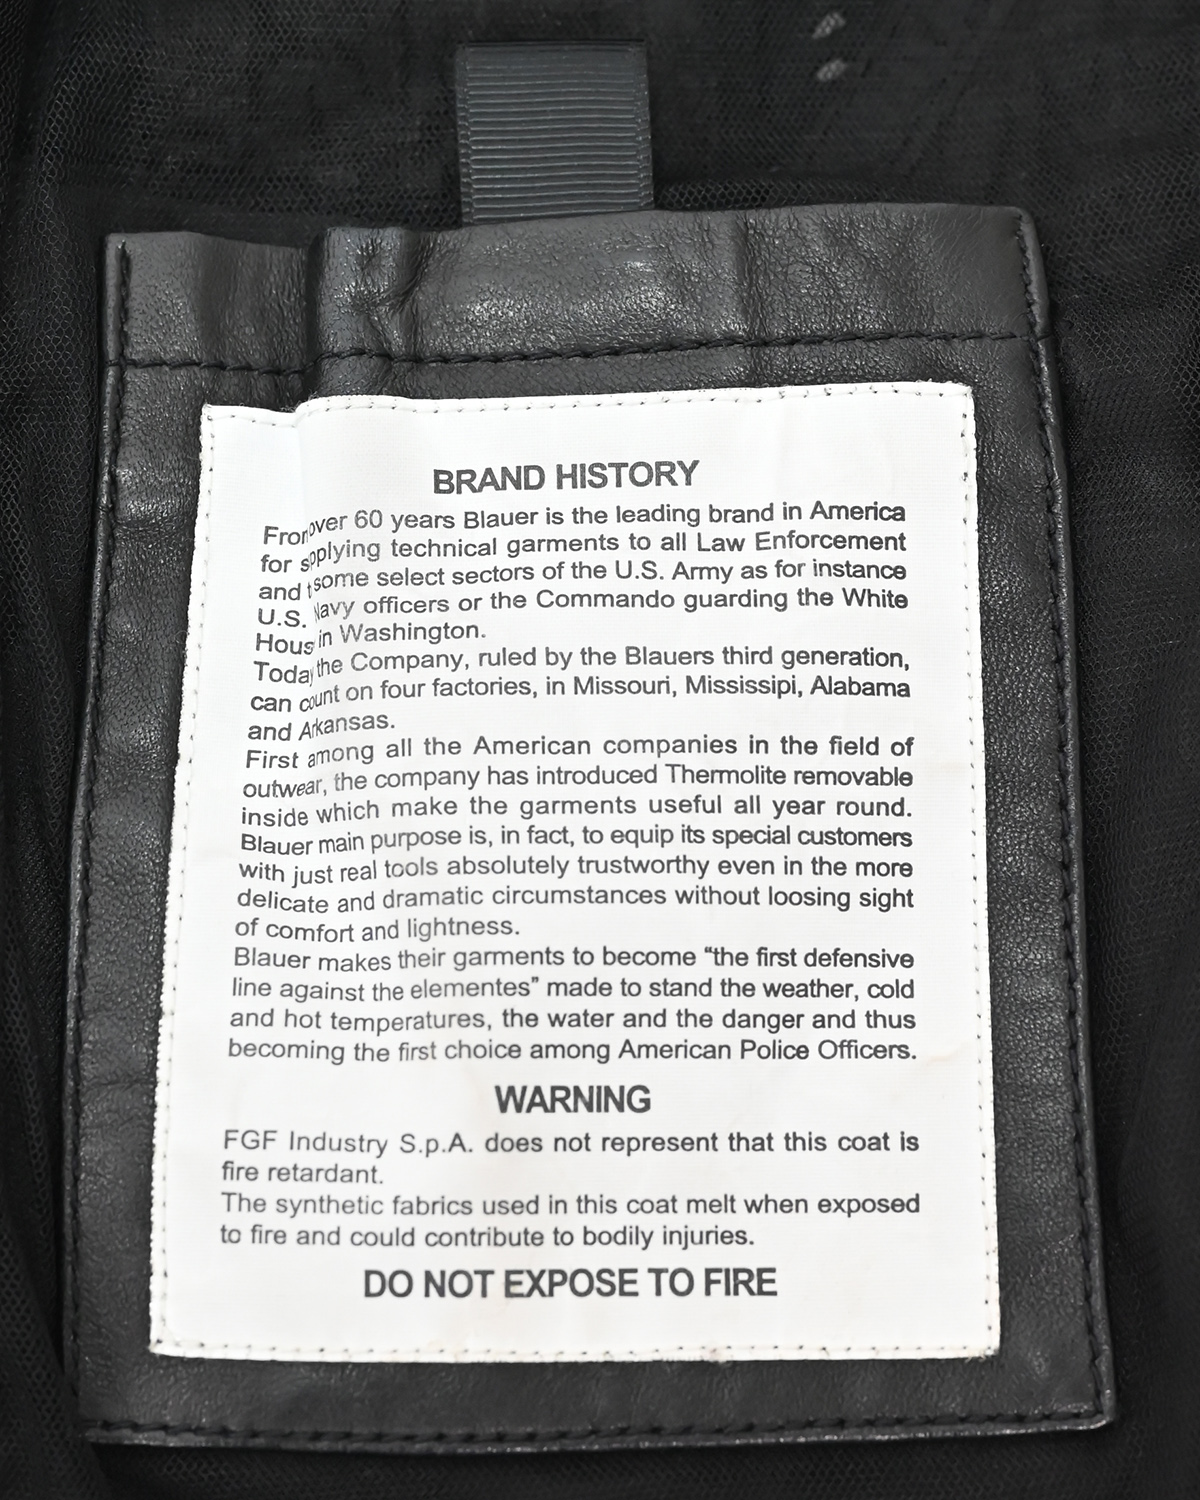 BRAND HISTORY
From over 60 years Blauer is the leading brand in America
for supplying technical garments to all Law Enforcement
and some select sectors of the U.S. Army as for instance
U.S. Navy officers or the Commando guarding the White
House in Washington.
Today the Company, ruled by the Blauers third generation,
can count on four factories, in Missouri, Mississipi, Alabama
and Arkansas.
First among all the American companies in the field of
outwear, the company has introduced Thermolite removable
inside which make the garments useful all year round.
Blauer main purpose is, in fact, to equip its special customers
with just real tools absolutely trustworthy even in the more
delicate and dramatic circumstances without loosing sight
of comfort and lightness.
Blauer makes their garments to become “the first defensive
line against the elementes” made to stand the weather, cold
and hot temperatures, the water and the danger and thus
becoming the first choice among American Police Officers.
WARNING
FGF Industry S.p.A. does not represent that this coat is
fire retardant.
The synthetic fabrics used in this coat melt when exposed
to fire and could contribute to bodily injuries.
DO NOT EXPOSE TO FIRE